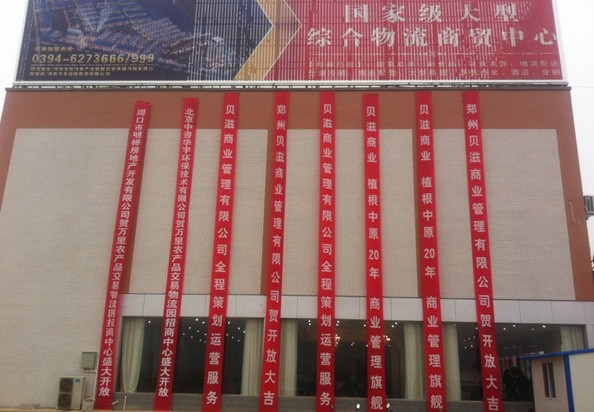 国家级大型
综合物流商贸中心
0394-6273666/999
周口市明桦房地产开发有限公司贺万里农产品交易物流园招商中心盛大开放
北京中青华宇环保技术有限公司贺万里农产品交易物流园招商中心盛大开放
贝滋商业管理有限公司全程策划运营服务
郑州贝滋商业管理有限公司贺开放大吉
贝滋商业管理有限公司全程策划运营服务
贝滋商业 植根中原20年 商业管理旗舰
贝滋商业 植根中原20年 商业管理旗舰
郑州贝滋商业管理有限公司贺开放大吉